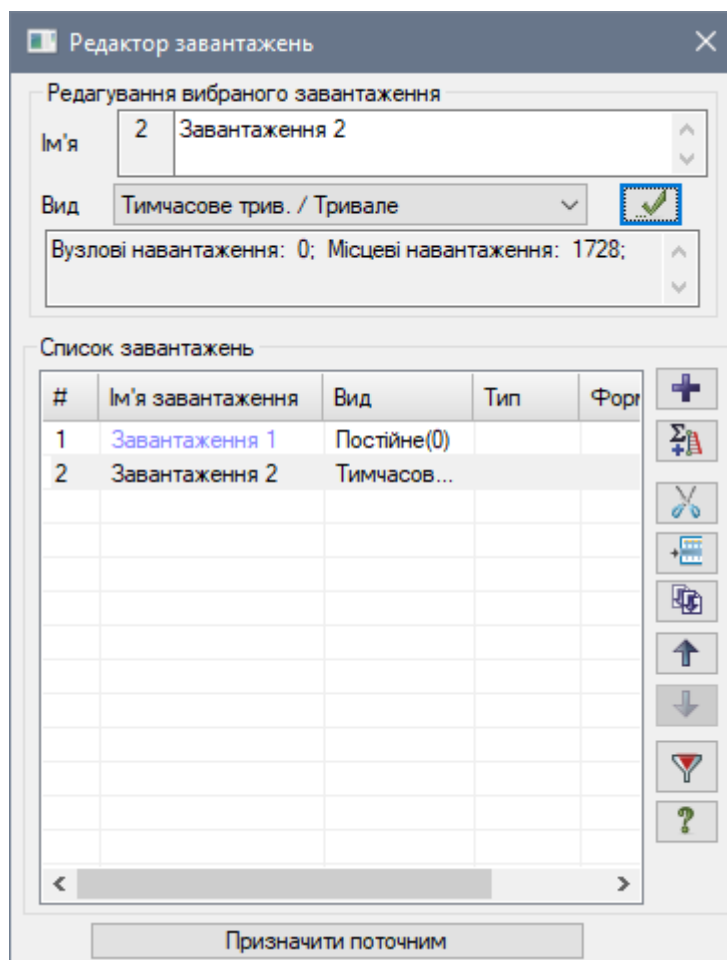 Редактор завантажень
Редагування вибраного завантаження
Ім'я 2 Завантаження 2
Вид Тимчасове трив. / Тривале
Вузлові навантаження: 0; Місцеві навантаження: 1728;
Список завантажень
# Ім'я завантаження Вид Тип Форм
1 Завантаження 1 Постійне(0)
2 Завантаження 2 Тимчасов...
Призначити поточним